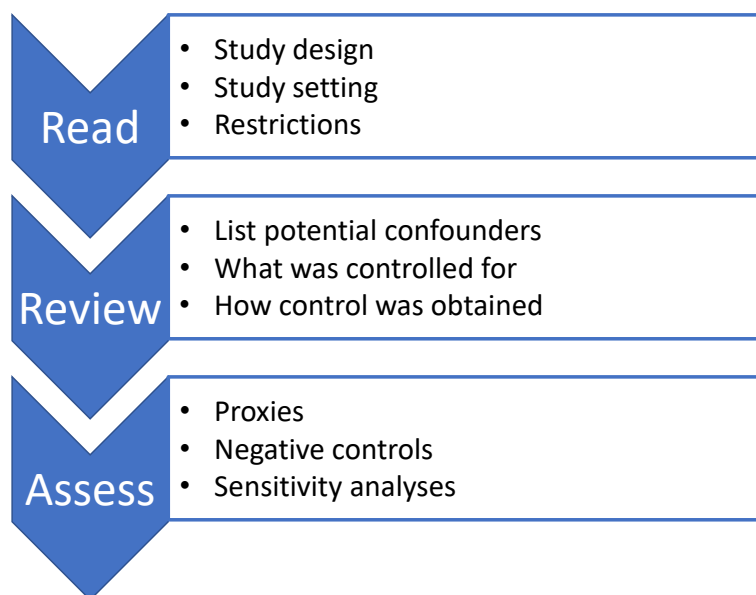 Read
• Study design
• Study setting
• Restrictions
Review
• List potential confounders
• What was controlled for
• How control was obtained
Assess
• Proxies
• Negative controls
• Sensitivity analyses